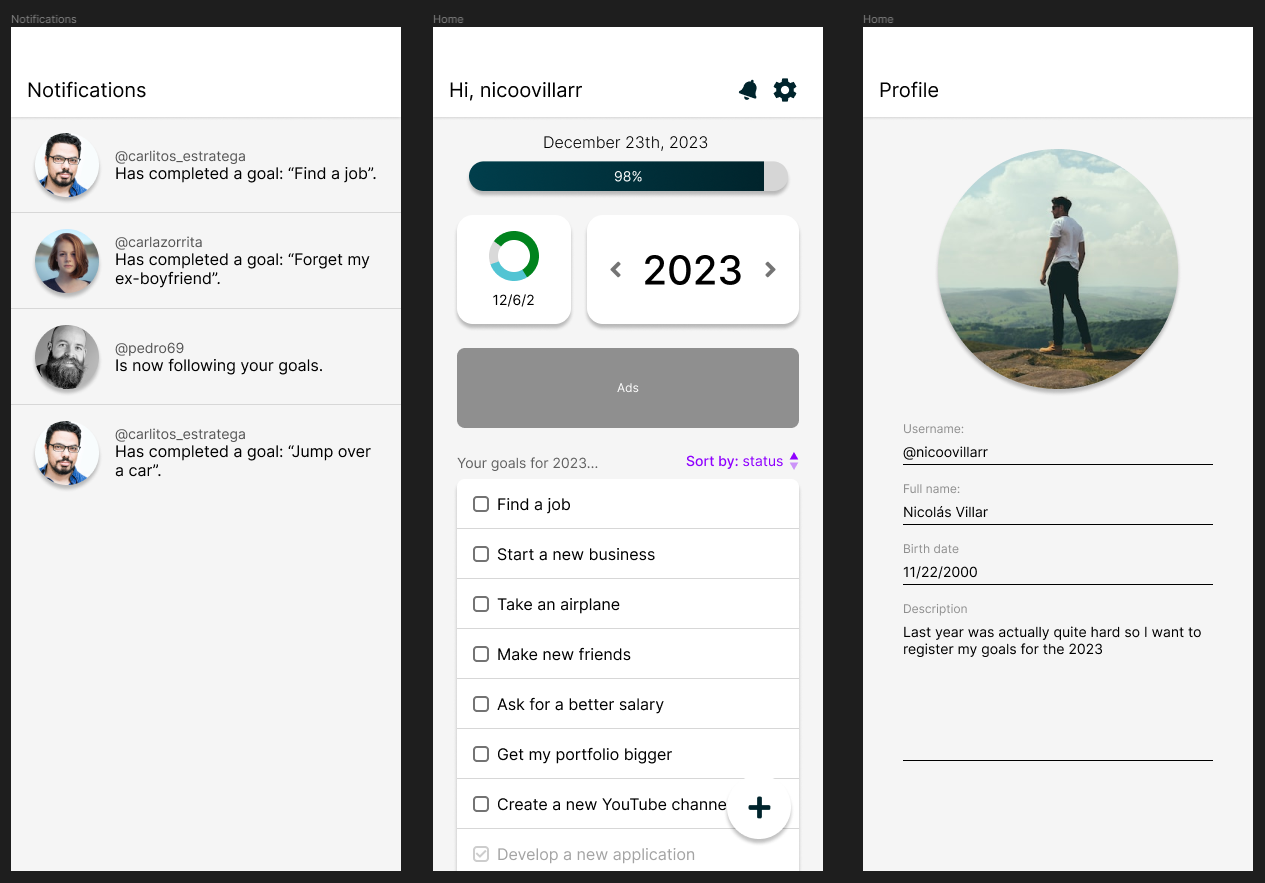 Notifications
Notifications
@carlitos_estratega
Has completed a goal: “Find a job”.
@carlazorrita
Has completed a goal: “Forget my
ex-boyfriend”.
@pedro69
Is now following your goals.
@carlitos_estratega
Has completed a goal: “Jump over
a car”.
Home
Hi, nicoovillarr
December 23th, 2023
98%
12/6/2
2023
Ads
Your goals for 2023...
Sort by: status
Find a job
Start a new business
Take an airplane
Make new friends
Ask for a better salary
Get my portfolio bigger
Create a new YouTube channe
Develop a new application
Home
Profile
Username:
@nicoovillarr
Full name:
Nicolás Villar
Birth date
11/22/2000
Description
Last year was actually quite hard so I want to
register my goals for the 2023